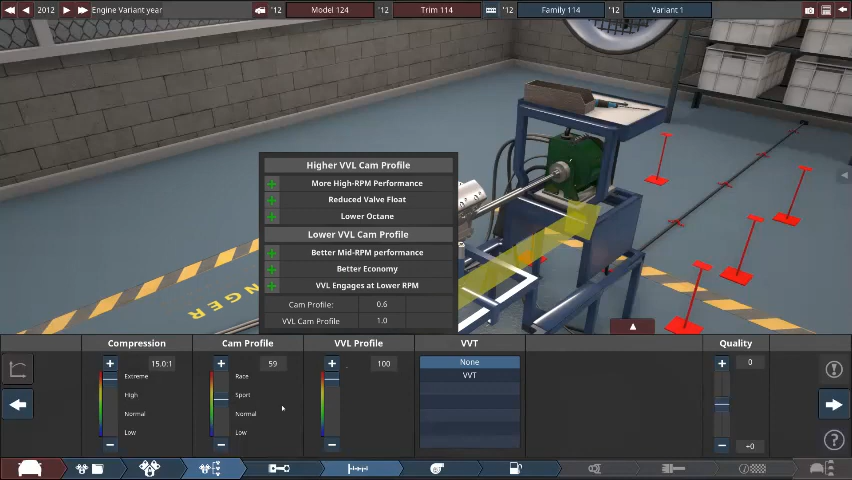 2012 Engine Variant year '12 Model 124 '12 Trim 114 '12 Family 114 '12 Variant 1
Higher VVL Cam Profile
More High-RPM Performance
Reduced Valve Float
Lower Octane
Lower VVL Cam Profile
Better Mid-RPM performance
Better Economy
VVL Engages at Lower RPM
Cam Profile: 0.6
VVL Cam Profile 1.0
DANGER
Compression Cam Profile VVL Profile VVT Quality
15.0:1 59 100 None 0
Extreme Race VVT
High Sport
Normal Normal
Low Low +0